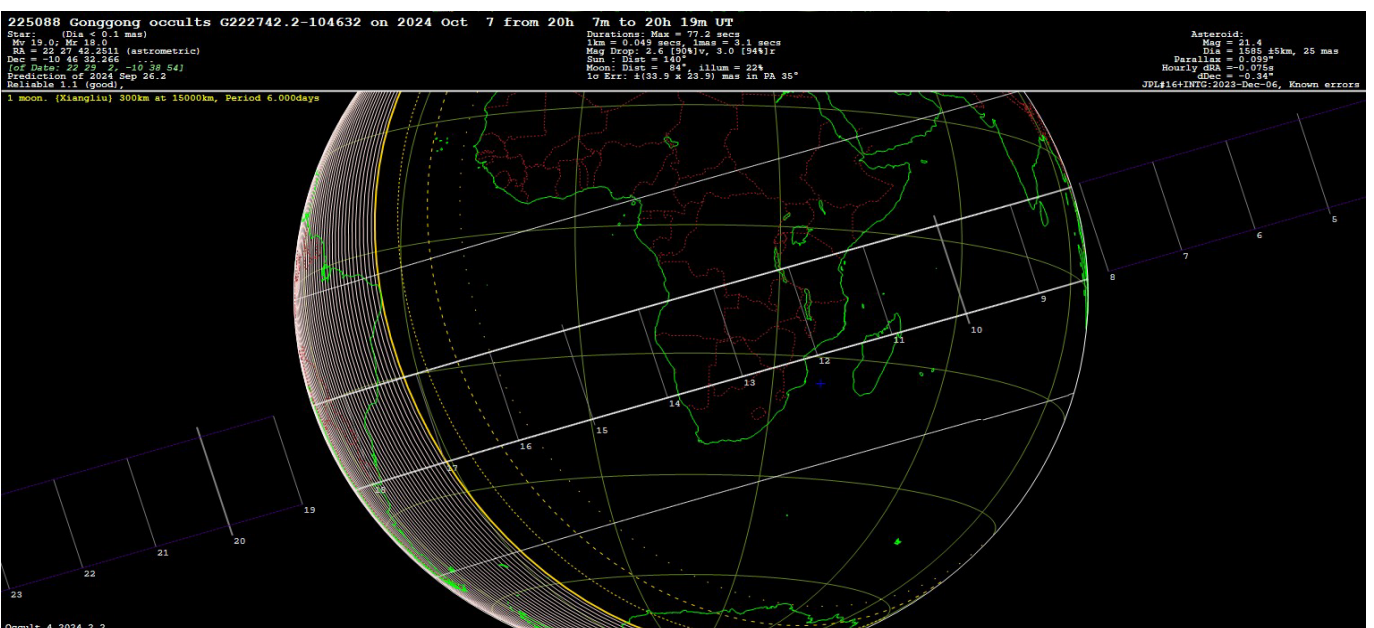 225088 Gonggong occults G222742.2-104632 on 2024 Oct 7 from 20h 7m to 20h 19m UT
Star: (Dia < 0.1 mas)
Mv 19.0; Mr 18.0
RA = 22 27 42.2511 (astrometric)
Dec = -10 46 32.266 ...
[of Date: 22 29 2, -10 38 54]
Prediction of 2024 Sep 26.2
Reliable 1.1 (good),
Durations: Max = 77.2 secs
1km = 0.049 secs, 1mas = 3.1 secs
Mag Drop: 2.6 [90%]v, 3.0 [94%]r
Sun : Dist = 140°
Moon: Dist = 84°, illum = 22%
1σ Err: ±(33.9 x 23.9) mas in PA 35°
Asteroid:
Mag = 21.4
Dia = 1585 ±5km, 25 mas
Parallax = 0.099"
Hourly dRA =-0.075s
dDec = -0.34"
JPL#16+INTG:2023-Dec-06, Known errors
1 moon. {Xiangliu} 300km at 15000km, Period 6.000days
5
6
7
8
9
10
11
12
13
14
15
16
17
18
19
20
21
22
23
Occult 4.2024.2.2